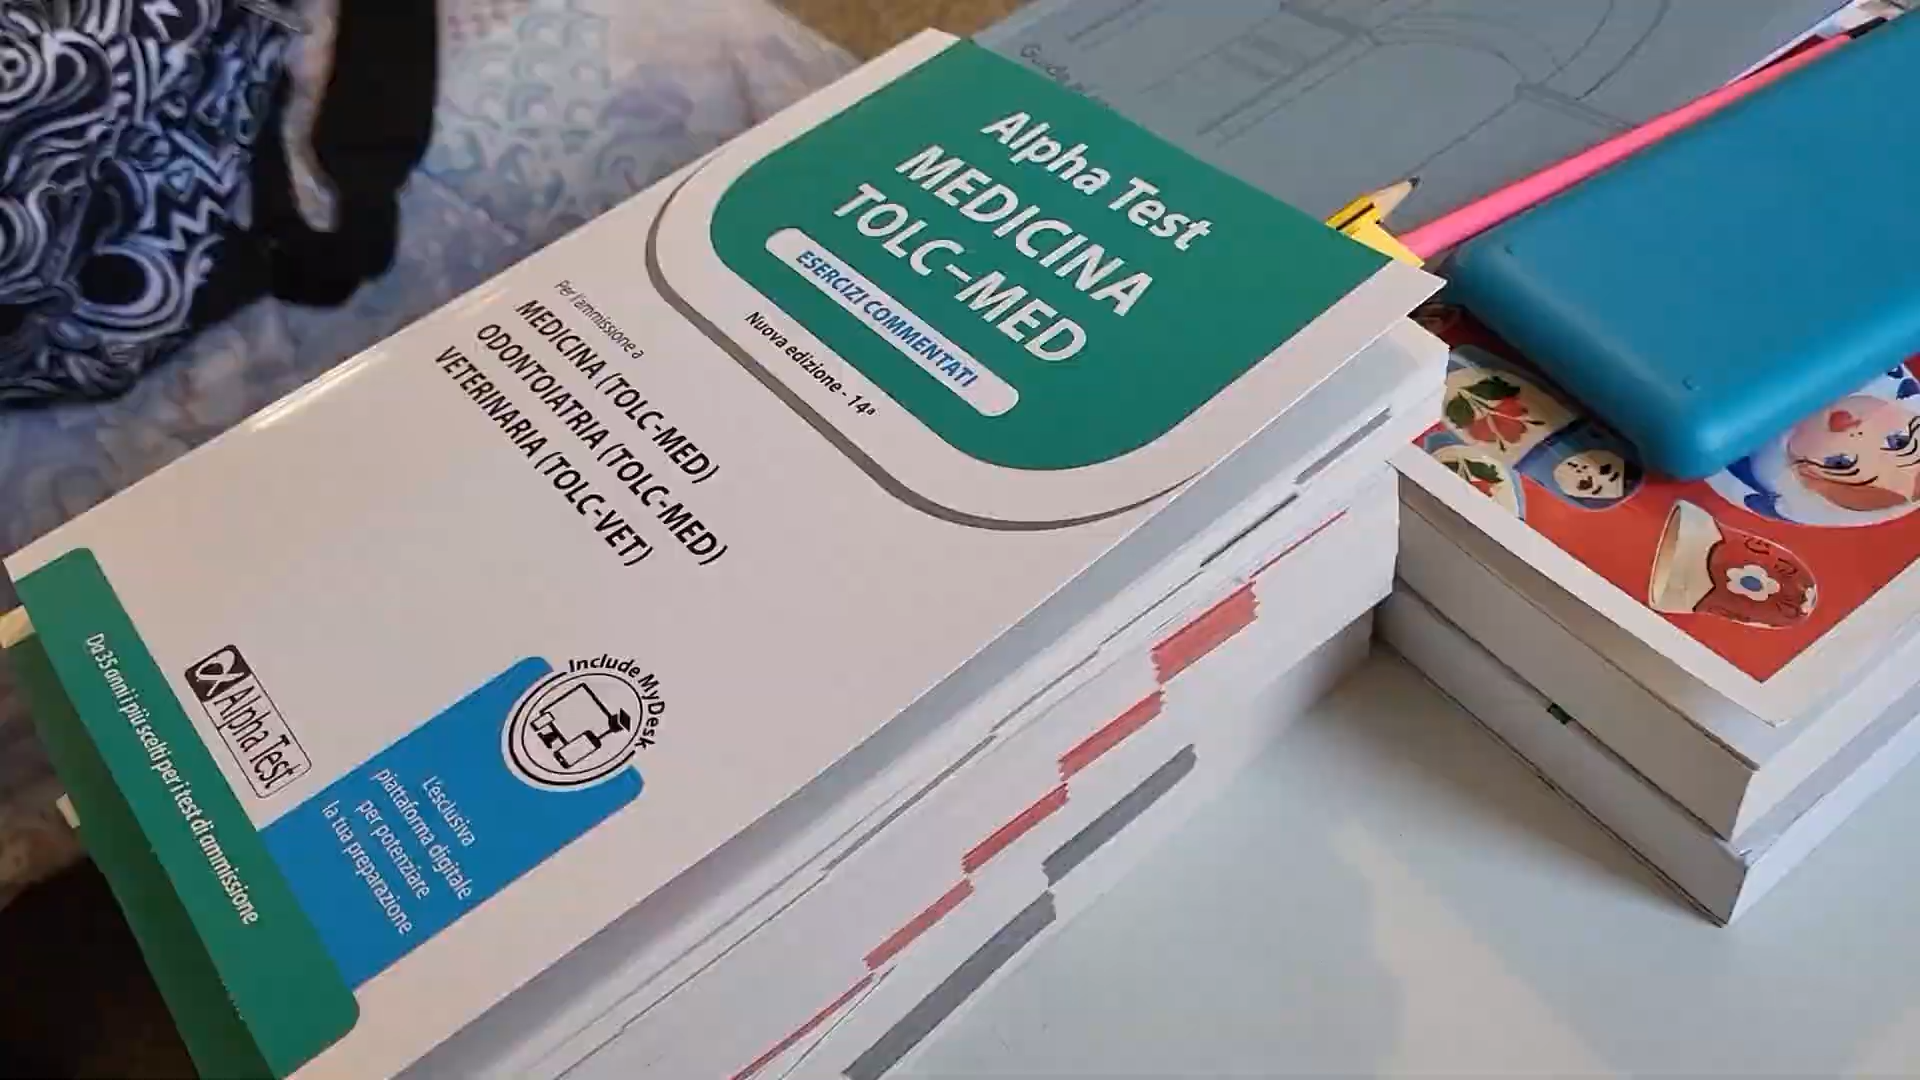 Alpha Test
MEDICINA
TOLC-MED
ESERCIZI COMMENTATI
Nuova edizione - 14ª
Per l'ammissione a
MEDICINA (TOLC-MED)
ODONTOIATRIA (TOLC-MED)
VETERINARIA (TOLC-VET)
Include MyDesk
L'esclusiva
piattaforma digitale
per potenziare
la tua preparazione
Alpha Test
Da 35 anni i più scelti per i test di ammissione